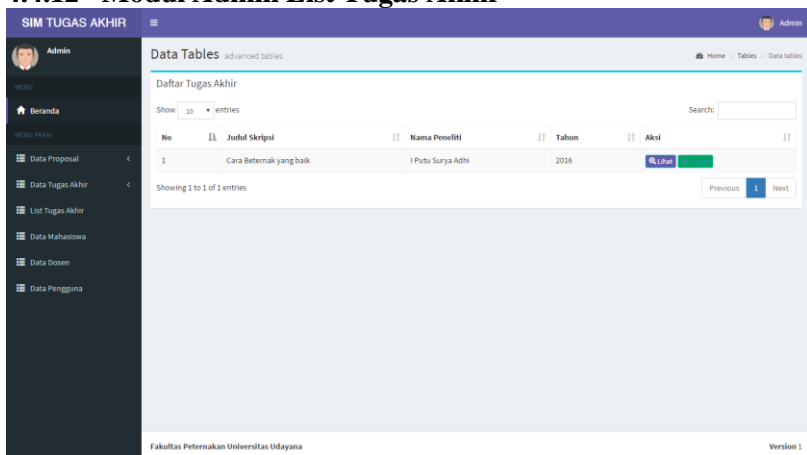 4.4.12 Modul Admin List Tugas Akhir
SIM TUGAS AKHIR
Admin
Admin
Data Tables advanced tables
Home > Tables > Data tables
MENU
Beranda
MENU PAKAI
Data Proposal
Data Tugas Akhir
List Tugas Akhir
Data Mahasiswa
Data Dosen
Data Pengguna
Daftar Tugas Akhir
Show 10 entries
Search:
No Judul Skripsi Nama Peneliti Tahun Aksi
1 Cara Beternak yang baik I Putu Surya Adhi 2016 Lihat
Showing 1 to 1 of 1 entries
Previous 1 Next
Fakultas Peternakan Universitas Udayana
Version 1